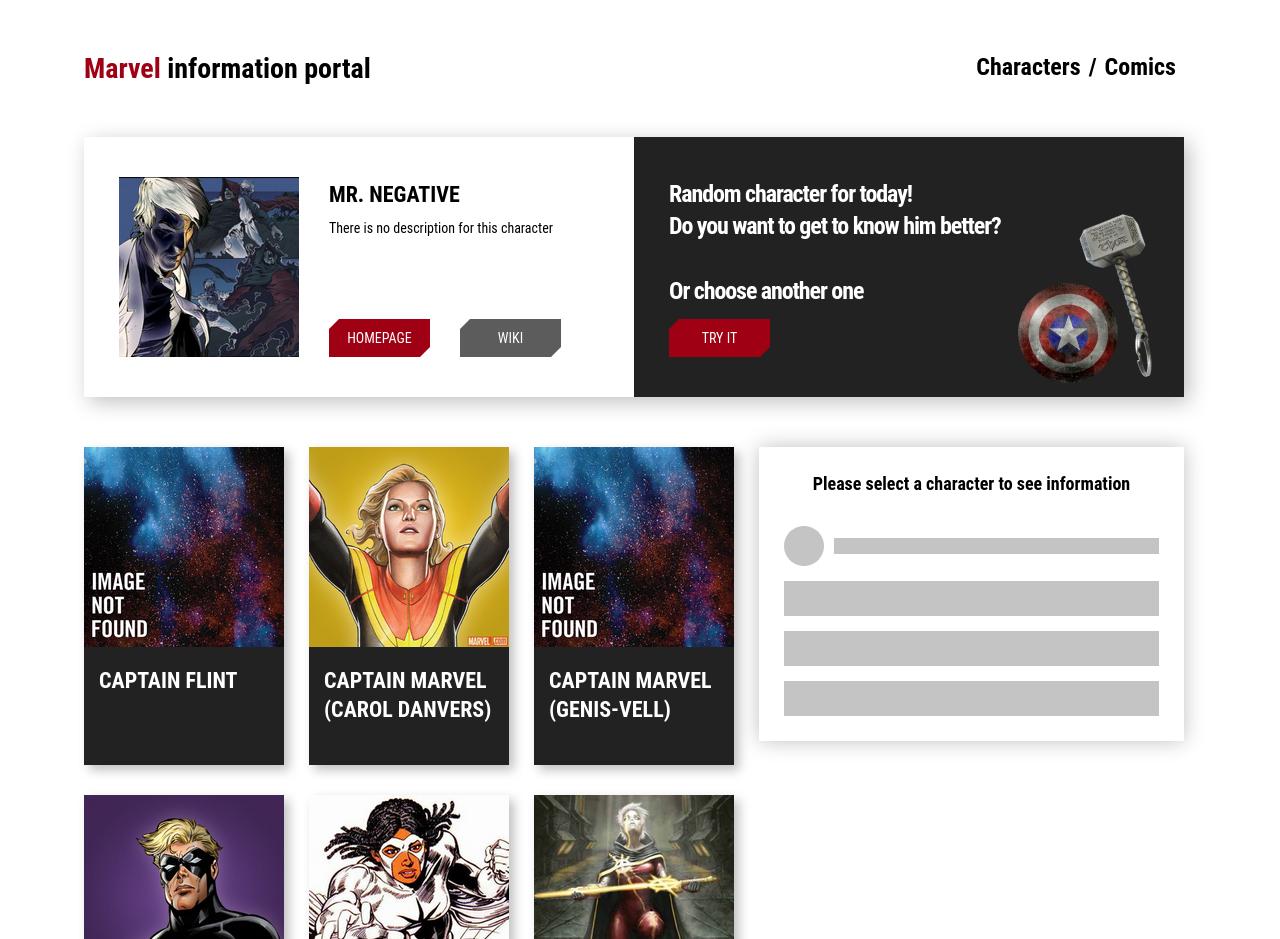 Marvel information portal
Characters / Comics
MR. NEGATIVE
There is no description for this character
HOMEPAGE
WIKI
Random character for today!
Do you want to get to know him better?
Or choose another one
TRY IT
IMAGE
NOT
FOUND
CAPTAIN FLINT
MARVEL.com
CAPTAIN MARVEL
(CAROL DANVERS)
IMAGE
NOT
FOUND
CAPTAIN MARVEL
(GENIS-VELL)
Please select a character to see information